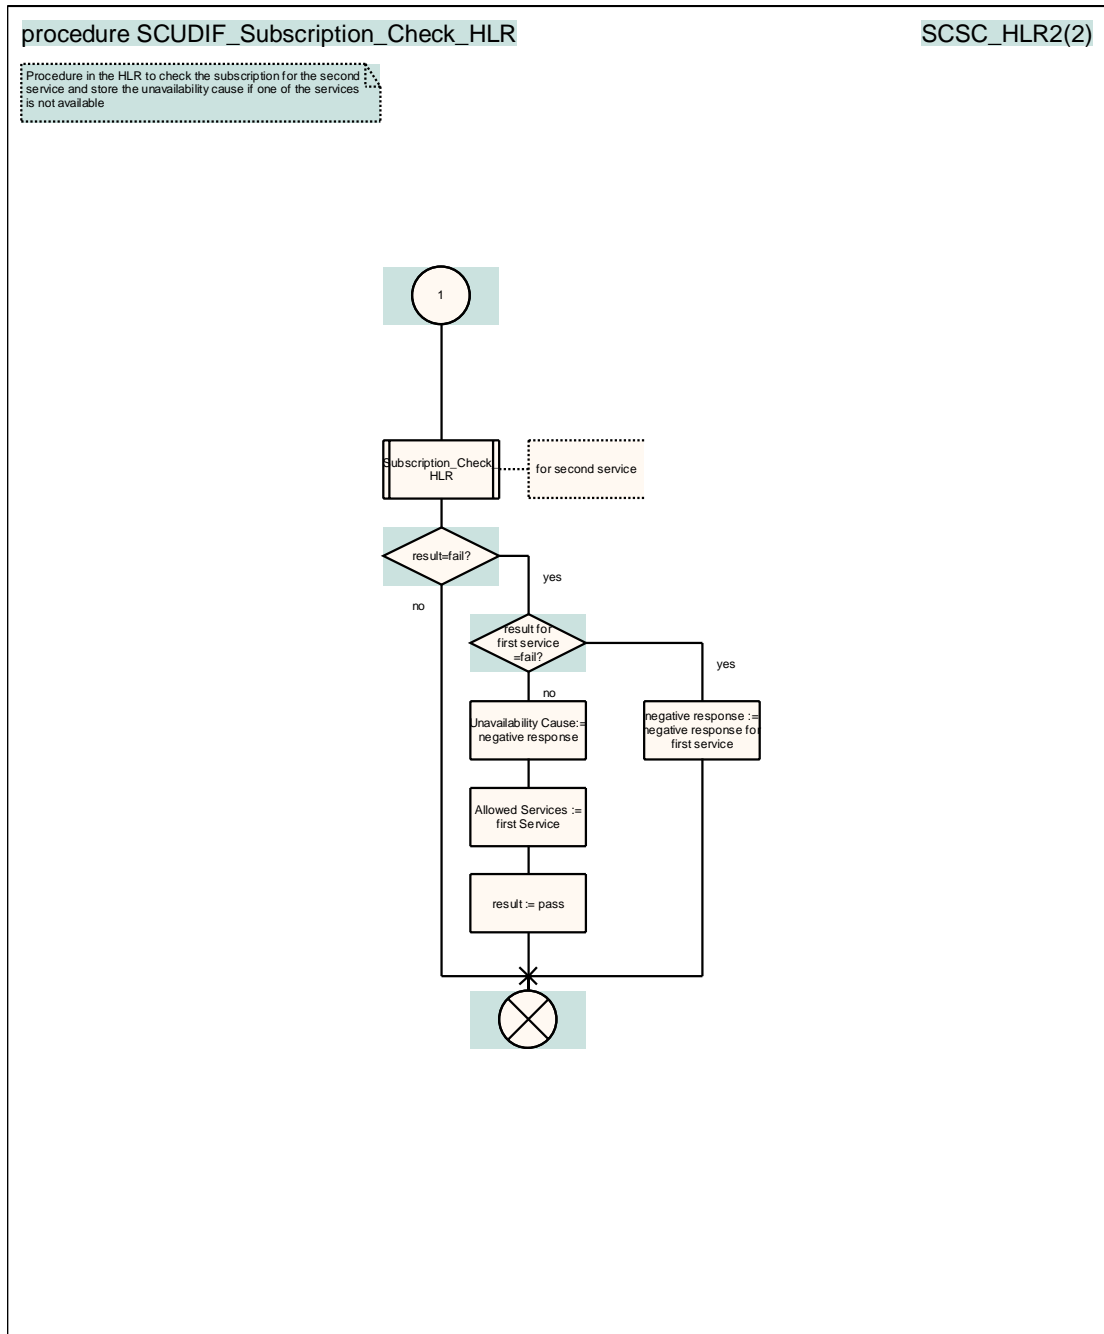 procedure SCUDIF_Subscription_Check_HLR
SCSC_HLR2(2)
Procedure in the HLR to check the subscription for the second
service and store the unavailability cause if one of the services
is not available
1
Subscription_Check_
HLR
for second service
result=fail?
yes
no
result for
first service
=fail?
yes
no
Unavailability Cause:=
negative response
negative response :=
negative response for
first service
Allowed Services :=
first Service
result := pass